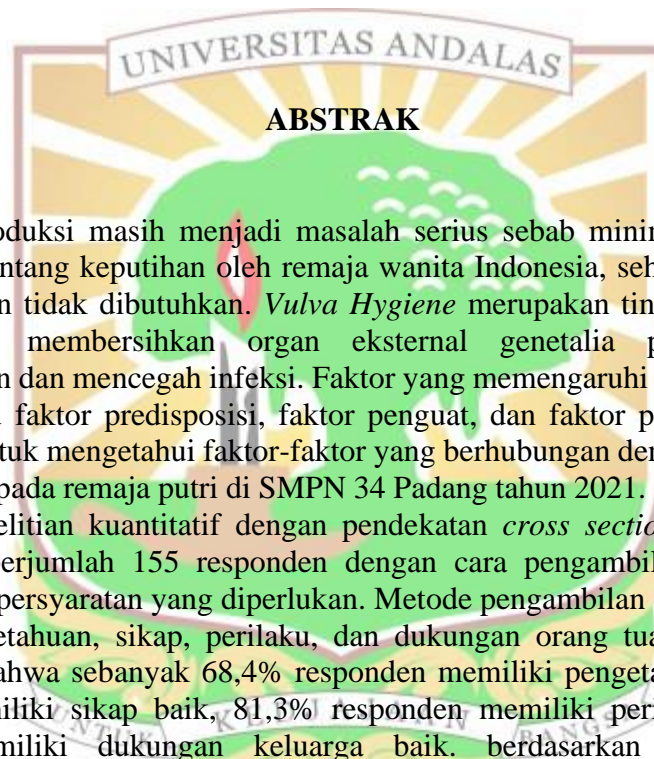 UNIVERSITAS ANDALAS
ABSTRAK
oduksi masih menjadi masalah serius sebab minim
ntang keputihan oleh remaja wanita Indonesia, seh
n tidak dibutuhkan. Vulva Hygiene merupakan tin
membersihkan organ eksternal genetalia p
n dan mencegah infeksi. Faktor yang memengaruhi
faktor predisposisi, faktor penguat, dan faktor p
tuk mengetahui faktor-faktor yang berhubungan den
pada remaja putri di SMPN 34 Padang tahun 2021.
elitian kuantitatif dengan pendekatan cross sectio
erjumlah 155 responden dengan cara pengambil
persyaratan yang diperlukan. Metode pengambilan
etahuan, sikap, perilaku, dan dukungan orang tua
ahwa sebanyak 68,4% responden memiliki pengeta
niliki sikap baik, 81,3% responden memiliki peri
miliki dukungan keluarga baik. berdasarkan
UNTUK KEDJAJAAN BANGSA